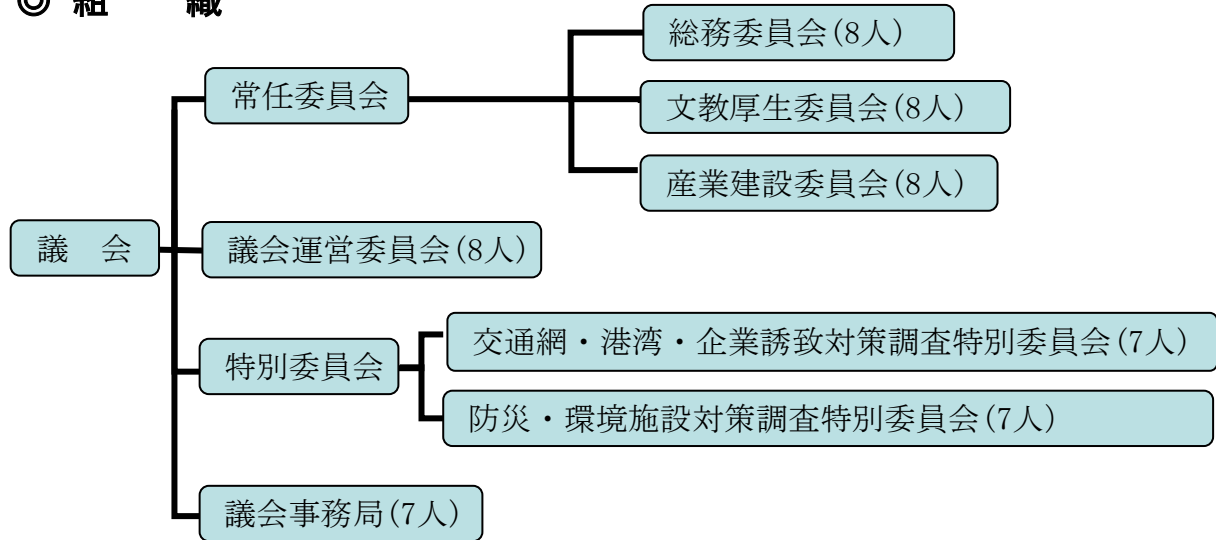 ◎ 組　織
総務委員会(8人)
常任委員会
文教厚生委員会(8人)
産業建設委員会(8人)
議　会
議会運営委員会(8人)
交通網・港湾・企業誘致対策調査特別委員会(7人)
特別委員会
防災・環境施設対策調査特別委員会(7人)
議会事務局(7人)